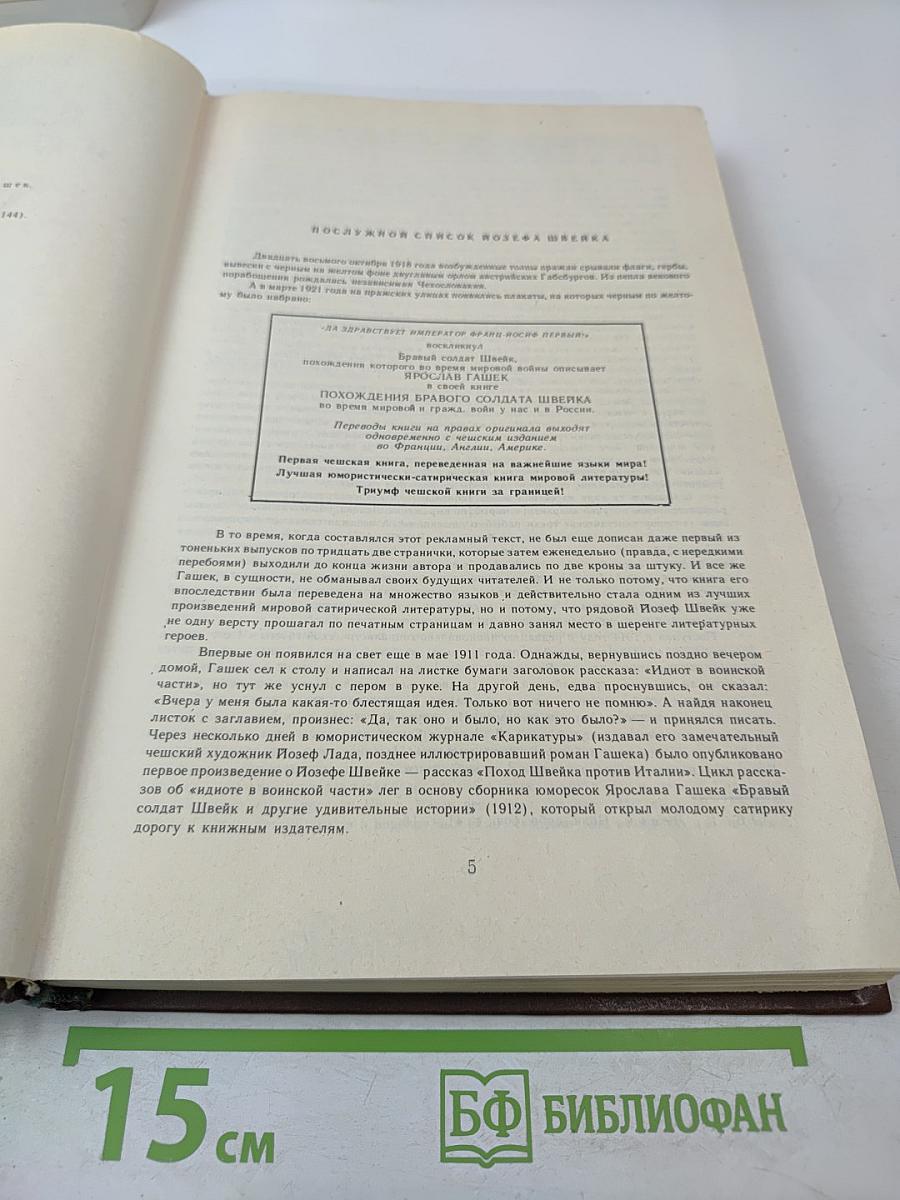 шек.
144).
ПОСЛУЖНОЙ СПИСОК ЙОЗЕФА ШВЕЙКА
Двадцать восьмого октября 1918 года возбужденные толпы пражан срывали флаги, гербы,
вывески с черным на желтом фоне двуглавым орлом австрийских Габсбургов. Из пепла векового
порабощения рождалась независимая Чехословакия.
А в марте 1921 года на пражских улицах появились плакаты, на которых черным по желто-
му было набрано:
«ДА ЗДРАВСТВУЕТ ИМПЕРАТОР ФРАНЦ-ИОСИФ ПЕРВЫЙ!»
воскликнул
Бравый солдат Швейк,
похождения которого во время мировой войны описывает
ЯРОСЛАВ ГАШЕК
в своей книге
ПОХОЖДЕНИЯ БРАВОГО СОЛДАТА ШВЕЙКА
во время мировой и гражд. войн у нас и в России.
Переводы книги на правах оригинала выходят
одновременно с чешским изданием
во Франции, Англии, Америке.
Первая чешская книга, переведенная на важнейшие языки мира!
Лучшая юмористически-сатирическая книга мировой литературы!
Триумф чешской книги за границей!
В то время, когда составлялся этот рекламный текст, не был еще дописан даже первый из
тоненьких выпусков по тридцать две странички, которые затем еженедельно (правда, с нередкими
перебоями) выходили до конца жизни автора и продавались по две кроны за штуку. И все же
Гашек, в сущности, не обманывал своих будущих читателей. И не только потому, что книга его
впоследствии была переведена на множество языков и действительно стала одним из лучших
произведений мировой сатирической литературы, но и потому, что рядовой Йозеф Швейк уже
не одну версту прошагал по печатным страницам и давно занял место в шеренге литературных
героев.
Впервые он появился на свет еще в мае 1911 года. Однажды, вернувшись поздно вечером
домой, Гашек сел к столу и написал на листке бумаги заголовок рассказа: «Идиот в воинской
части», но тут же уснул с пером в руке. На другой день, едва проснувшись, он сказал:
«Вчера у меня была какая-то блестящая идея. Только вот ничего не помню». А найдя наконец
листок с заглавием, произнес: «Да, так оно и было, но как это было?» — и принялся писать.
Через несколько дней в юмористическом журнале «Карикатуры» (издавал его замечательный
чешский художник Йозеф Лада, позднее иллюстрировавший роман Гашека) было опубликовано
первое произведение о Йозефе Швейке — рассказ «Поход Швейка против Италии». Цикл расска-
зов об «идиоте в воинской части» лег в основу сборника юморесок Ярослава Гашека «Бравый
солдат Швейк и другие удивительные истории» (1912), который открыл молодому сатирику
дорогу к книжным издателям.
5
15 см
БФ БИБЛИОФАН